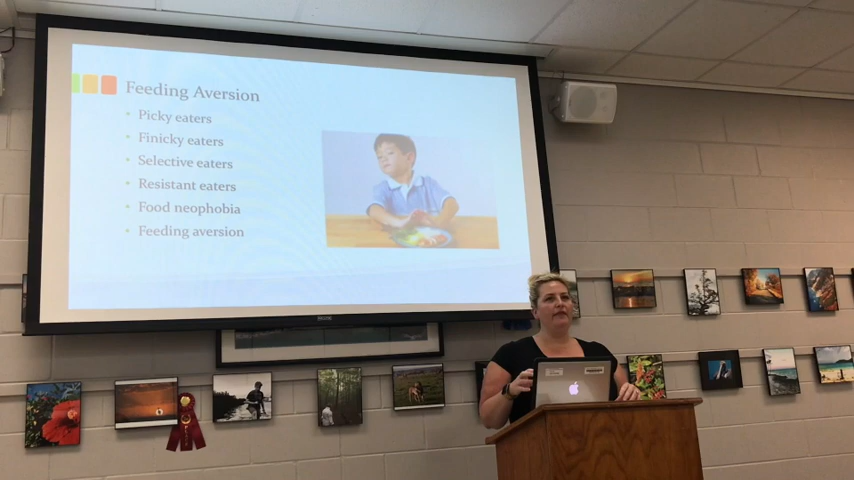 Feeding Aversion
• Picky eaters
• Finicky eaters
• Selective eaters
• Resistant eaters
• Food neophobia
• Feeding aversion